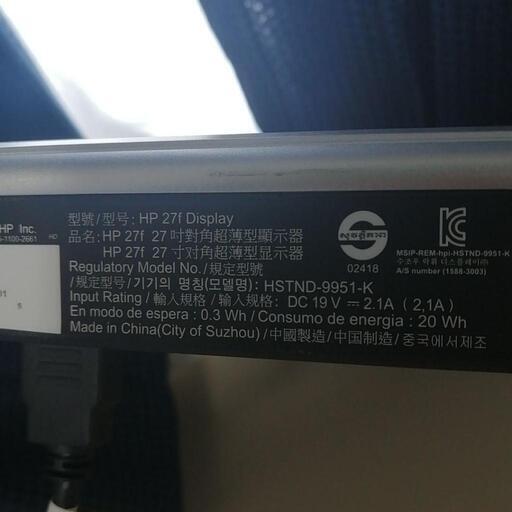 HP Inc.
-1100-2661
HD
型號/型号: HP 27f Display
品名: HP 27f 27 吋對角超薄型顯示器
HP 27f 27 寸对角超薄型显示器
Regulatory Model No./規定型號
/规定型号/기기의 명칭(모델명): HSTND-9951-K
Input Rating / 輸入規格 / 输入规格: DC 19 V ⎓ 2.1A ( 2,1A )
En modo de espera : 0.3 Wh / Consumo de energia : 20 Wh
Made in China(City of Suzhou) /中國製造/中国制造/중국에서제조
02418
MSIP-REM-hpi-HSTND-9951-K
A/S number (1588-3003)
5